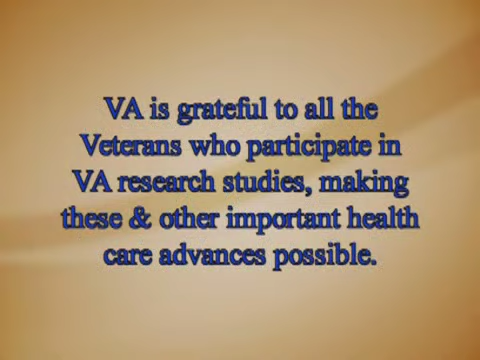 VA is grateful to all the
Veterans who participate in
VA research studies, making
these & other important health
care advances possible.